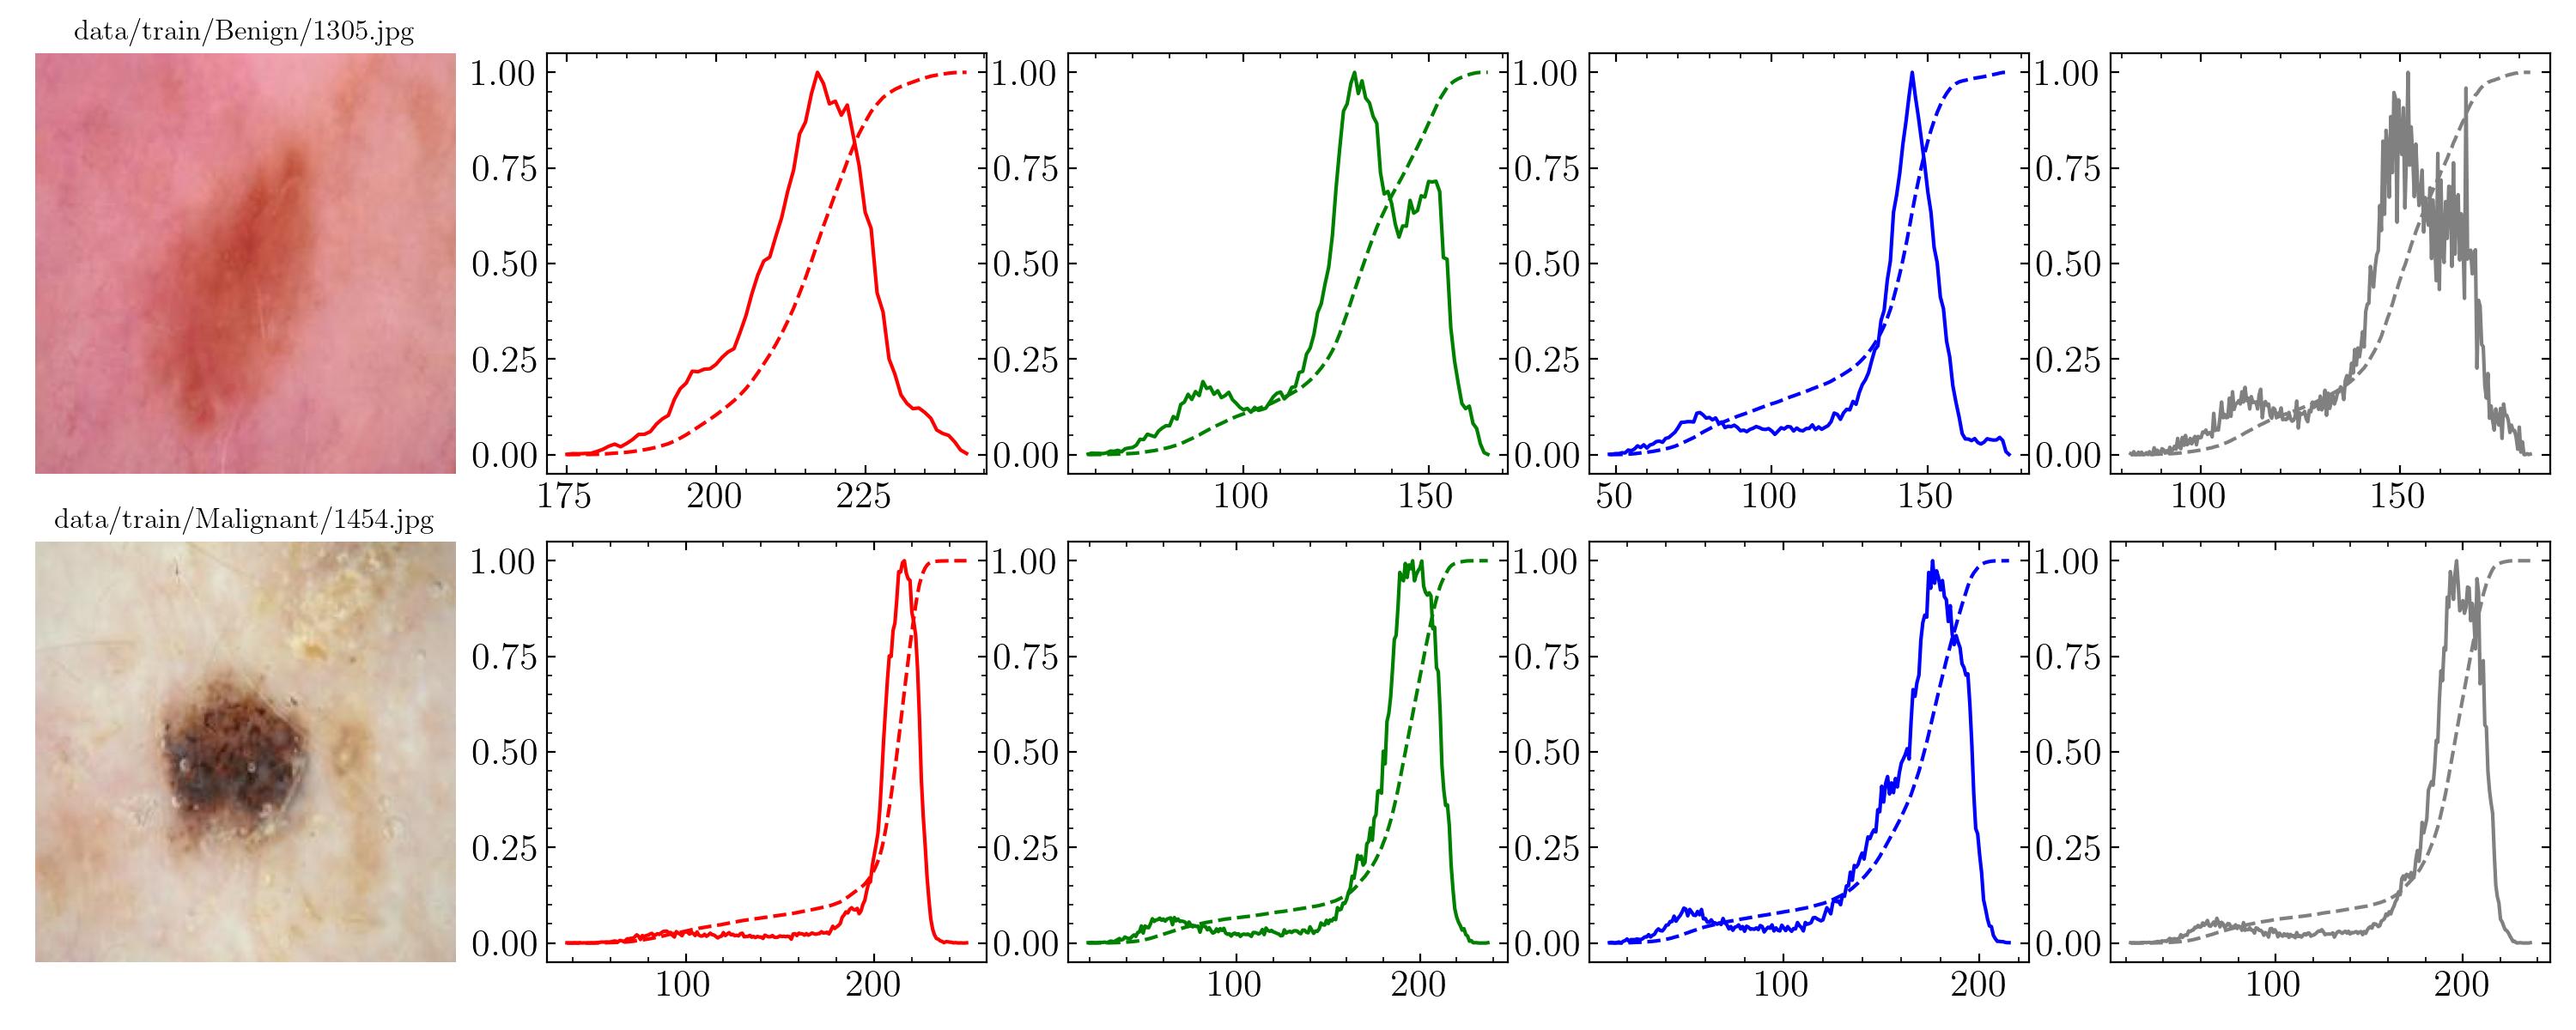 data/train/Benign/1305.jpg
1.00 1.00 1.00 1.00
0.75 0.75 0.75 0.75
0.50 0.50 0.50 0.50
0.25 0.25 0.25 0.25
0.00 0.00 0.00 0.00
175 200 225 100 150 50 100 150 100 150
data/train/Malignant/1454.jpg
1.00 1.00 1.00 1.00
0.75 0.75 0.75 0.75
0.50 0.50 0.50 0.50
0.25 0.25 0.25 0.25
0.00 0.00 0.00 0.00
100 200 100 200 100 200 100 200